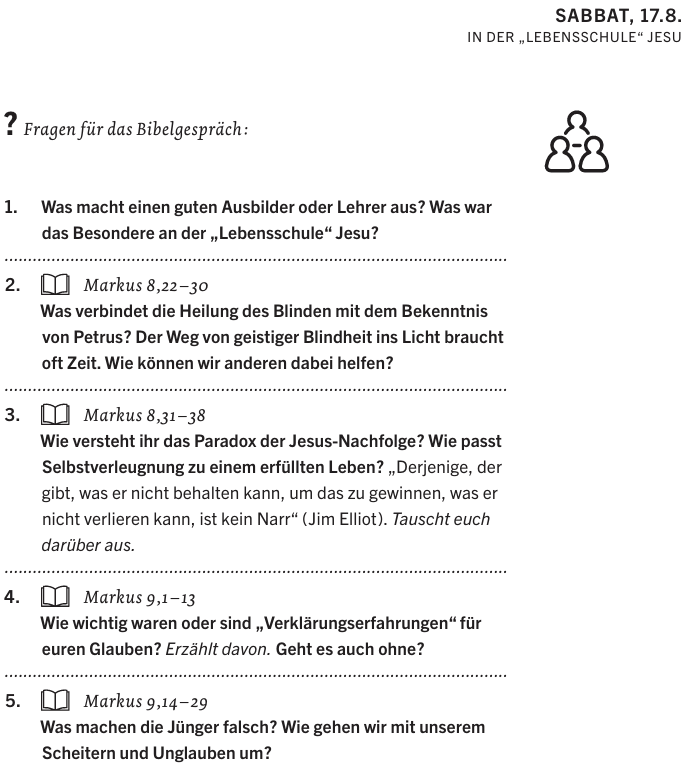 SABBAT, 17.8.
IN DER „LEBENSSCHULE“ JESU
? Fragen für das Bibelgespräch:
1. Was macht einen guten Ausbilder oder Lehrer aus? Was war
das Besondere an der „Lebensschule“ Jesu?
2. Markus 8,22–30
Was verbindet die Heilung des Blinden mit dem Bekenntnis
von Petrus? Der Weg von geistiger Blindheit ins Licht braucht
oft Zeit. Wie können wir anderen dabei helfen?
3. Markus 8,31–38
Wie versteht ihr das Paradox der Jesus-Nachfolge? Wie passt
Selbstverleugnung zu einem erfüllten Leben? „Derjenige, der
gibt, was er nicht behalten kann, um das zu gewinnen, was er
nicht verlieren kann, ist kein Narr“ (Jim Elliot). Tauscht euch
darüber aus.
4. Markus 9,1–13
Wie wichtig waren oder sind „Verklärungserfahrungen“ für
euren Glauben? Erzählt davon. Geht es auch ohne?
5. Markus 9,14–29
Was machen die Jünger falsch? Wie gehen wir mit unserem
Scheitern und Unglauben um?